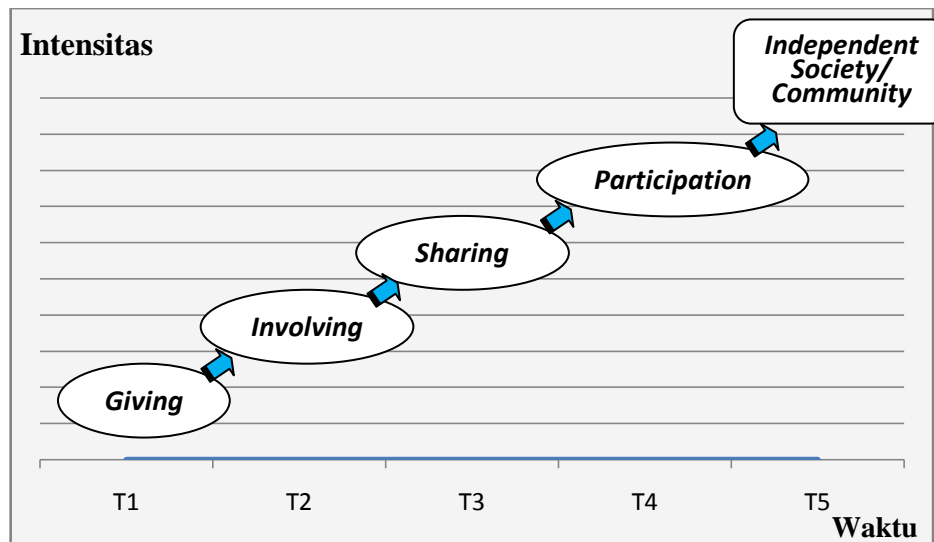 Intensitas
Independent
Society/
Community
Participation
Sharing
Involving
Giving
T1 T2 T3 T4 T5
Waktu